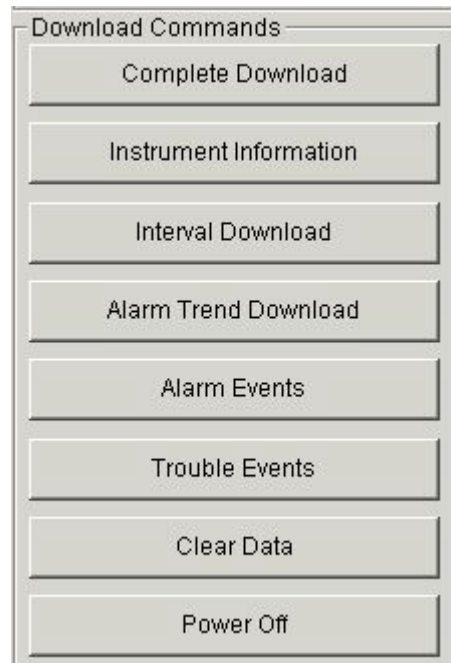 Download Commands
Complete Download
Instrument Information
Interval Download
Alarm Trend Download
Alarm Events
Trouble Events
Clear Data
Power Off